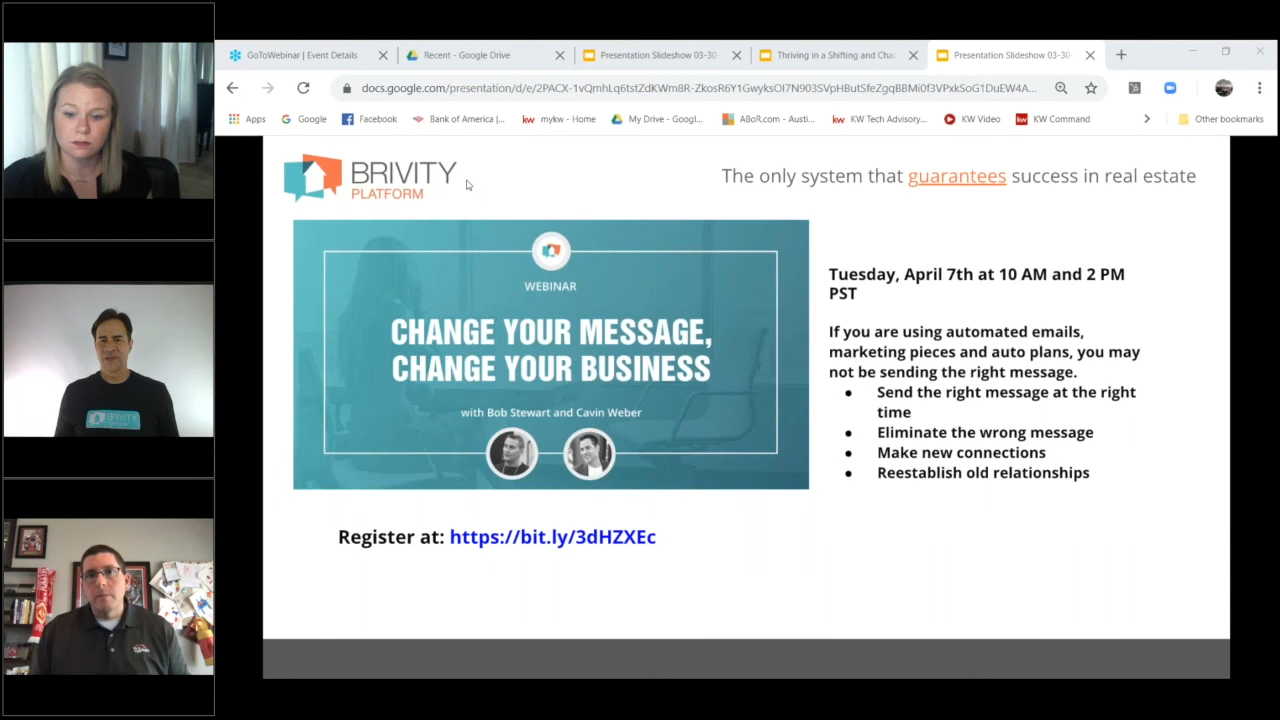 GoToWebinar | Event Details
Recent - Google Drive
Presentation Slideshow 03-30-
Thriving in a Shifting and Chac
Presentation Slideshow 03-30-
docs.google.com/presentation/d/e/2PACX-1vQmhLq6tstZdKWm8R-ZkosR6Y1GwyksOI7N903SVpHButSfeZgqBBMi0f3VPxkSoG1DuEW4A...
Apps
Google
Facebook
Bank of America |...
mykw - Home
My Drive - Googl...
ABoR.com - Austi...
KW Tech Advisory...
KW Video
KW Command
Other bookmarks
BRIVITY
PLATFORM
The only system that guarantees success in real estate
WEBINAR
CHANGE YOUR MESSAGE,
CHANGE YOUR BUSINESS
with Bob Stewart and Cavin Weber
Tuesday, April 7th at 10 AM and 2 PM
PST
If you are using automated emails,
marketing pieces and auto plans, you may
not be sending the right message.
● Send the right message at the right
time
● Eliminate the wrong message
● Make new connections
● Reestablish old relationships
Register at: https://bit.ly/3dHZXEc
BRIVITY